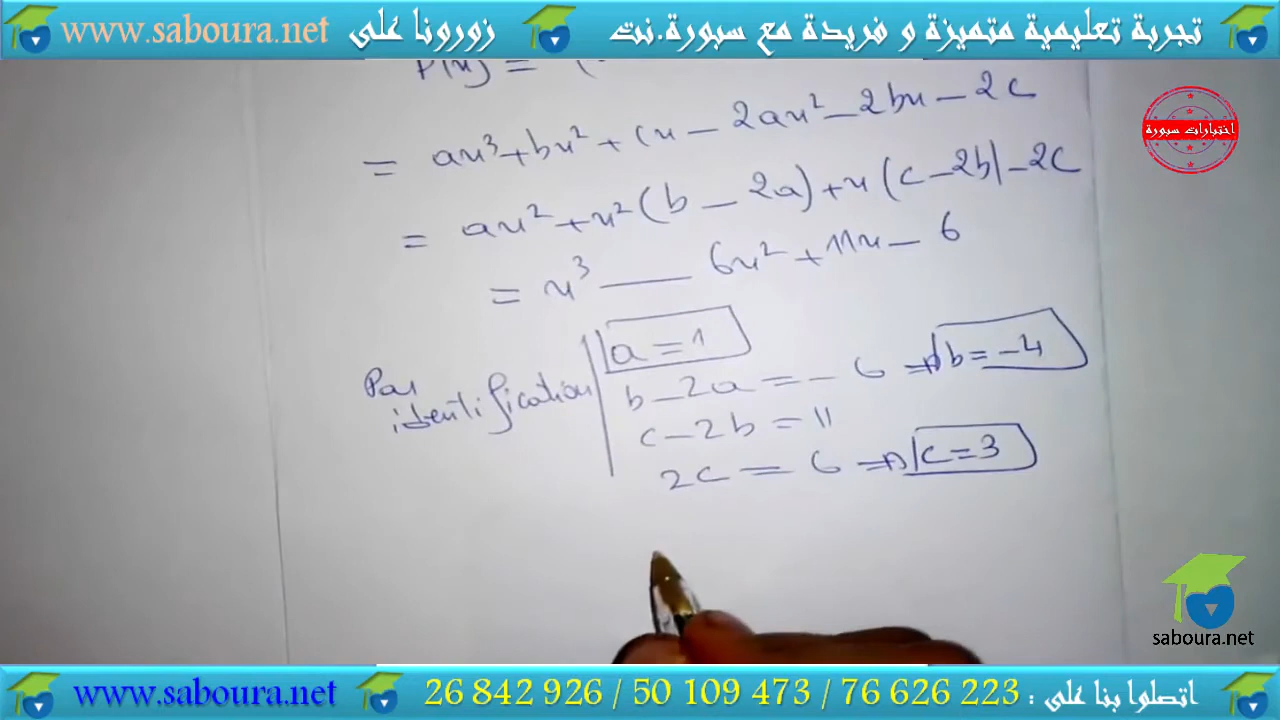 تجربة تعليمية متميزة و فريدة مع سبورة.نت زورونا على www.saboura.net
P(x) = (
= ax³+bx² + cx - 2ax² - 2bx - 2c
= ax² + x² (b - 2a) + x (c - 2b) - 2c
= x³ - 6x² + 11x - 6
Par identification
a = 1
b - 2a = - 6 ⇒ b = - 4
c - 2b = 11
2c = 6 ⇒ c = 3
اختبارات سبورة
saboura.net
اتصلوا بنا على : 26 842 926 / 50 109 473 / 76 626 223 www.saboura.net